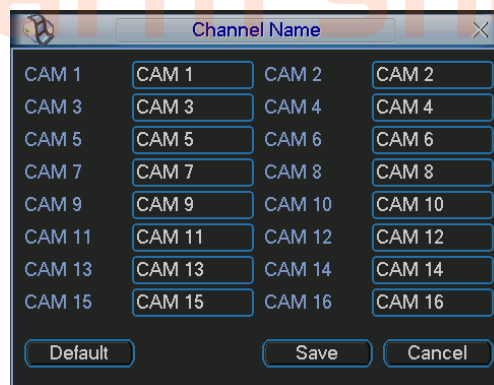 Channel Name
CAM 1 CAM 1 CAM 2 CAM 2
CAM 3 CAM 3 CAM 4 CAM 4
CAM 5 CAM 5 CAM 6 CAM 6
CAM 7 CAM 7 CAM 8 CAM 8
CAM 9 CAM 9 CAM 10 CAM 10
CAM 11 CAM 11 CAM 12 CAM 12
CAM 13 CAM 13 CAM 14 CAM 14
CAM 15 CAM 15 CAM 16 CAM 16
Default Save Cancel